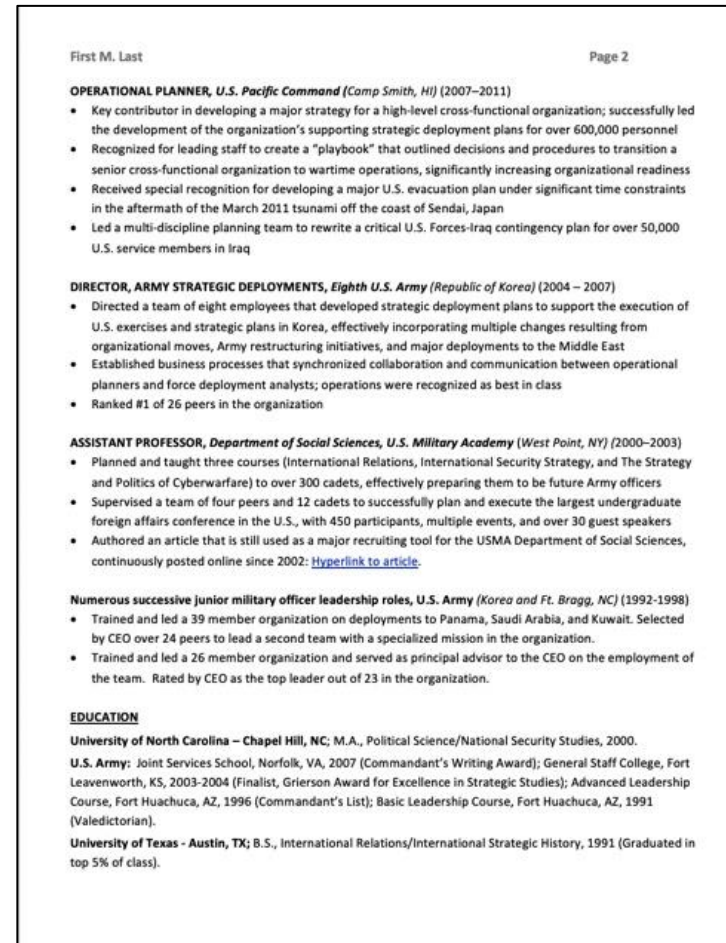 First M. Last Page 2
OPERATIONAL PLANNER, U.S. Pacific Command (Camp Smith, HI) (2007–2011)
• Key contributor in developing a major strategy for a high-level cross-functional organization; successfully led
the development of the organization's supporting strategic deployment plans for over 600,000 personnel
• Recognized for leading staff to create a "playbook" that outlined decisions and procedures to transition a
senior cross-functional organization to wartime operations, significantly increasing organizational readiness
• Received special recognition for developing a major U.S. evacuation plan under significant time constraints
in the aftermath of the March 2011 tsunami off the coast of Sendai, Japan
• Led a multi-discipline planning team to rewrite a critical U.S. Forces-Iraq contingency plan for over 50,000
U.S. service members in Iraq
DIRECTOR, ARMY STRATEGIC DEPLOYMENTS, Eighth U.S. Army (Republic of Korea) (2004 – 2007)
• Directed a team of eight employees that developed strategic deployment plans to support the execution of
U.S. exercises and strategic plans in Korea, effectively incorporating multiple changes resulting from
organizational moves, Army restructuring initiatives, and major deployments to the Middle East
• Established business processes that synchronized collaboration and communication between operational
planners and force deployment analysts; operations were recognized as best in class
• Ranked #1 of 26 peers in the organization
ASSISTANT PROFESSOR, Department of Social Sciences, U.S. Military Academy (West Point, NY) (2000–2003)
• Planned and taught three courses (International Relations, International Security Strategy, and The Strategy
and Politics of Cyberwarfare) to over 300 cadets, effectively preparing them to be future Army officers
• Supervised a team of four peers and 12 cadets to successfully plan and execute the largest undergraduate
foreign affairs conference in the U.S., with 450 participants, multiple events, and over 30 guest speakers
• Authored an article that is still used as a major recruiting tool for the USMA Department of Social Sciences,
continuously posted online since 2002: Hyperlink to article.
Numerous successive junior military officer leadership roles, U.S. Army (Korea and Ft. Bragg, NC) (1992-1998)
• Trained and led a 39 member organization on deployments to Panama, Saudi Arabia, and Kuwait. Selected
by CEO over 24 peers to lead a second team with a specialized mission in the organization.
• Trained and led a 26 member organization and served as principal advisor to the CEO on the employment of
the team. Rated by CEO as the top leader out of 23 in the organization.
EDUCATION
University of North Carolina – Chapel Hill, NC; M.A., Political Science/National Security Studies, 2000.
U.S. Army: Joint Services School, Norfolk, VA, 2007 (Commandant's Writing Award); General Staff College, Fort
Leavenworth, KS, 2003-2004 (Finalist, Grierson Award for Excellence in Strategic Studies); Advanced Leadership
Course, Fort Huachuca, AZ, 1996 (Commandant's List); Basic Leadership Course, Fort Huachuca, AZ, 1991
(Valedictorian).
University of Texas - Austin, TX; B.S., International Relations/International Strategic History, 1991 (Graduated in
top 5% of class).